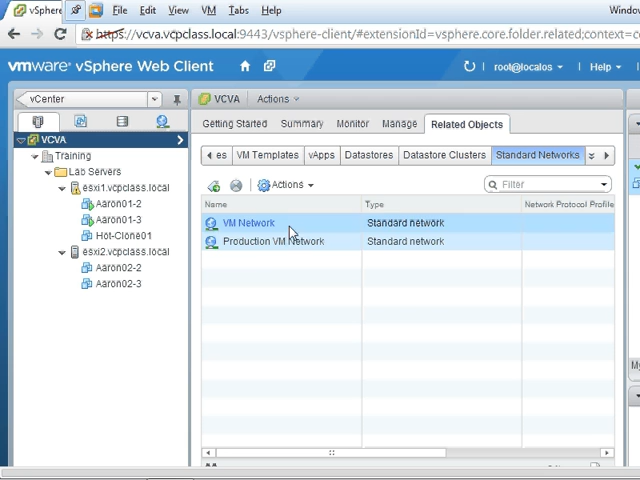 vSphere
File Edit View VM Tabs Help
Window
https://vcva.vcpclass.local:9443/vsphere-client/#extensionId=vsphere.core.folder.related;context=c
vmware vSphere Web Client
root@localos
Help
vCenter
VCVA
Actions
Getting Started Summary Monitor Manage Related Objects
VCVA
Training
Lab Servers
esxi1.vcpclass.local
Aaron01-2
Aaron01-3
Hot-Clone01
esxi2.vcpclass.local
Aaron02-2
Aaron02-3
es VM Templates vApps Datastores Datastore Clusters Standard Networks
Actions
Filter
Name Type Network Protocol Profile
VM Network Standard network
Production VM Network Standard network
My